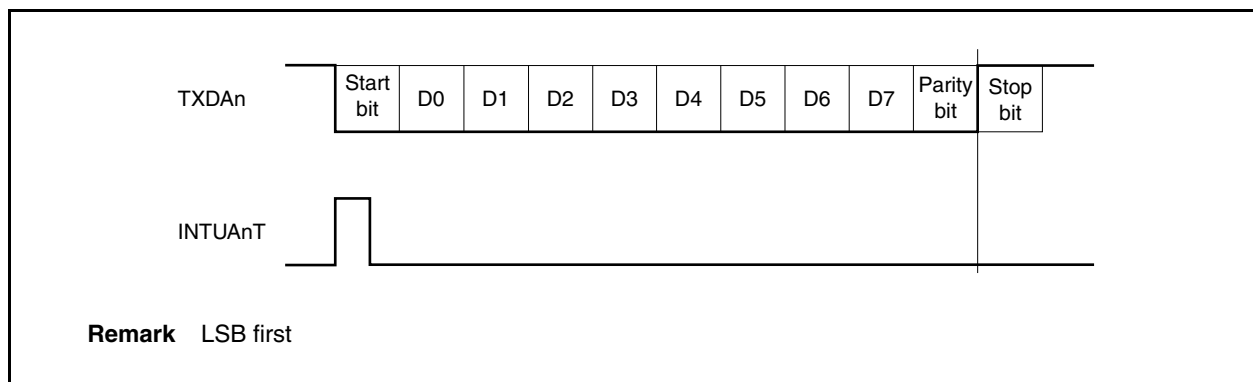 TXDAn
Start bit
D0
D1
D2
D3
D4
D5
D6
D7
Parity bit
Stop bit
INTUAnT
Remark LSB first